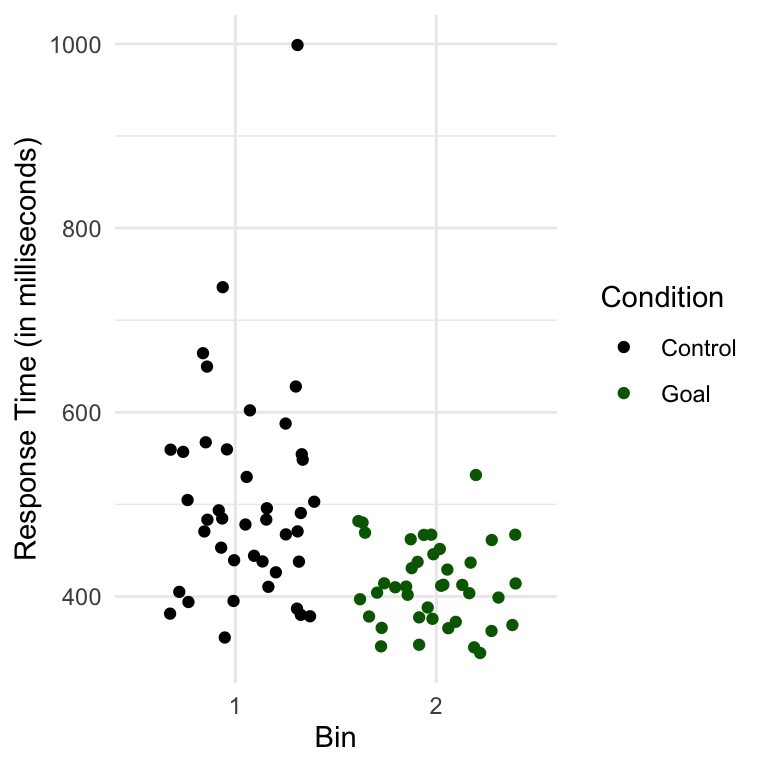 Response Time (in milliseconds)
1000
800
600
400
1 2
Bin
Condition
Control
Goal